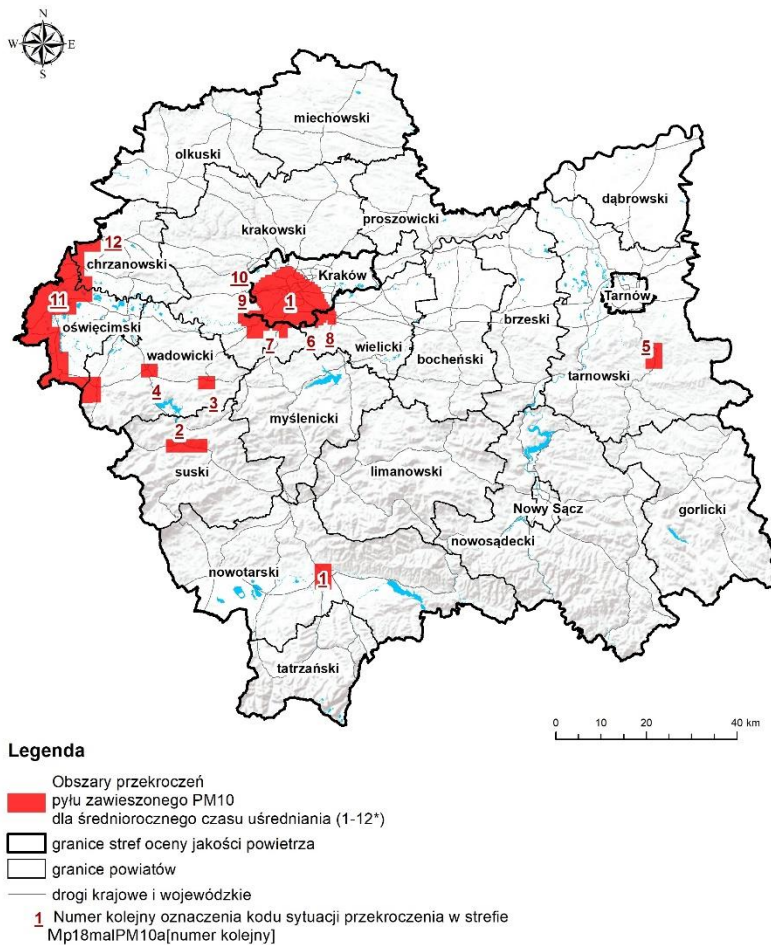 N
W E
S
miechowski
olkuski
dąbrowski
proszowicki
krakowski
12
chrzanowski
10
Kraków
Tarnów
11
9
1
oświęcimski
brzeski
7
6
8
wielicki
5
wadowicki
bocheński
tarnowski
4
3
myślenicki
2
limanowski
suski
Nowy Sącz
gorlicki
nowosądecki
nowotarski
1
tatrzański
0 10 20 40 km
Legenda
Obszary przekroczeń
pyłu zawieszonego PM10
dla średniorocznego czasu uśredniania (1-12*)
granice stref oceny jakości powietrza
granice powiatów
drogi krajowe i wojewódzkie
1 Numer kolejny oznaczenia kodu sytuacji przekroczenia w strefie
Mp18malPM10a[numer kolejny]